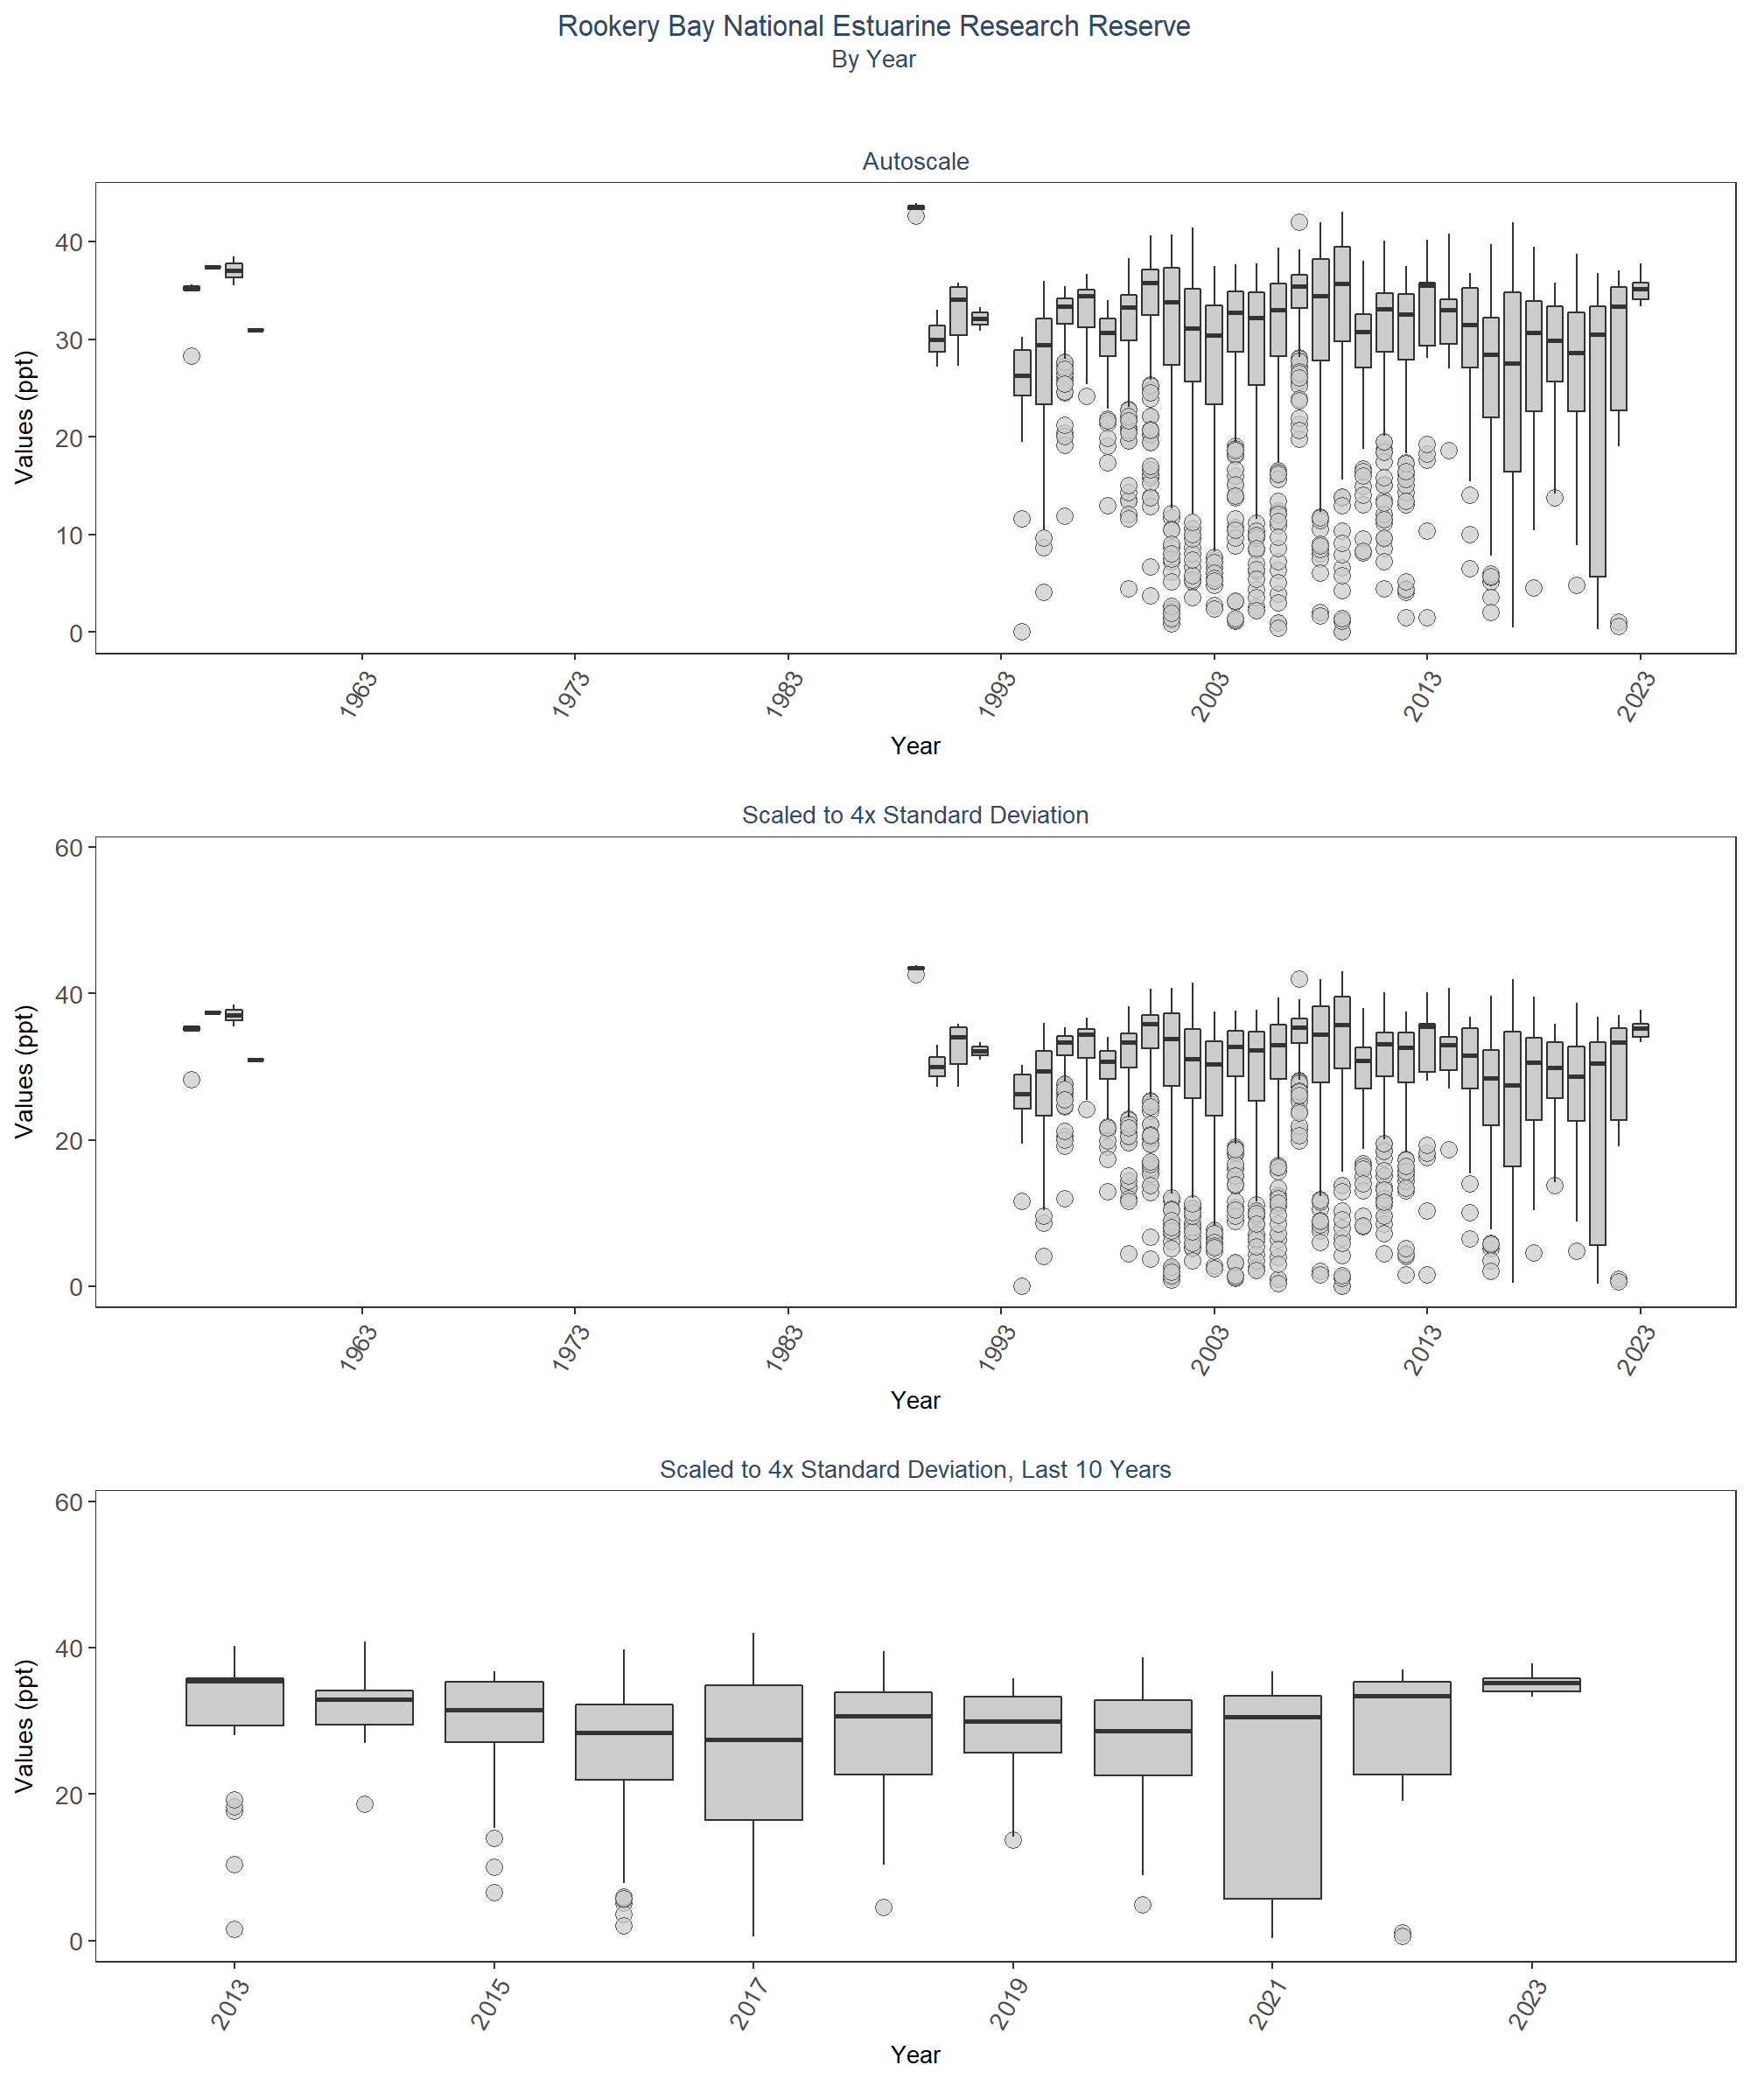 Rookery Bay National Estuarine Research Reserve
By Year
Autoscale
Values (ppt)
40
30
20
10
0
1963 1973 1983 1993 2003 2013 2023
Year
Scaled to 4x Standard Deviation
Values (ppt)
60
40
20
0
1963 1973 1983 1993 2003 2013 2023
Year
Scaled to 4x Standard Deviation, Last 10 Years
Values (ppt)
60
40
20
0
2013 2015 2017 2019 2021 2023
Year